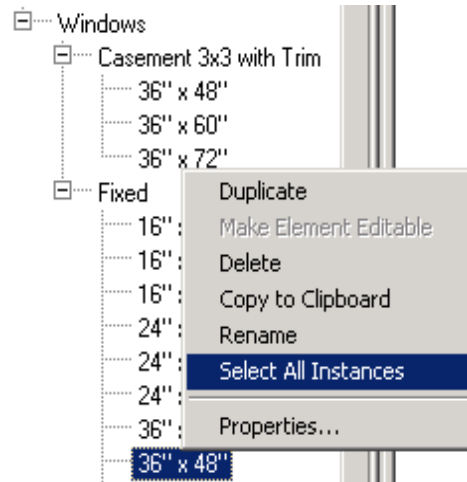 Windows
Casement 3x3 with Trim
36" x 48"
36" x 60"
36" x 72"
Fixed
16" :
16" :
16" :
24" :
24" :
24" :
36" :
36" x 48"
Duplicate
Make Element Editable
Delete
Copy to Clipboard
Rename
Select All Instances
Properties...